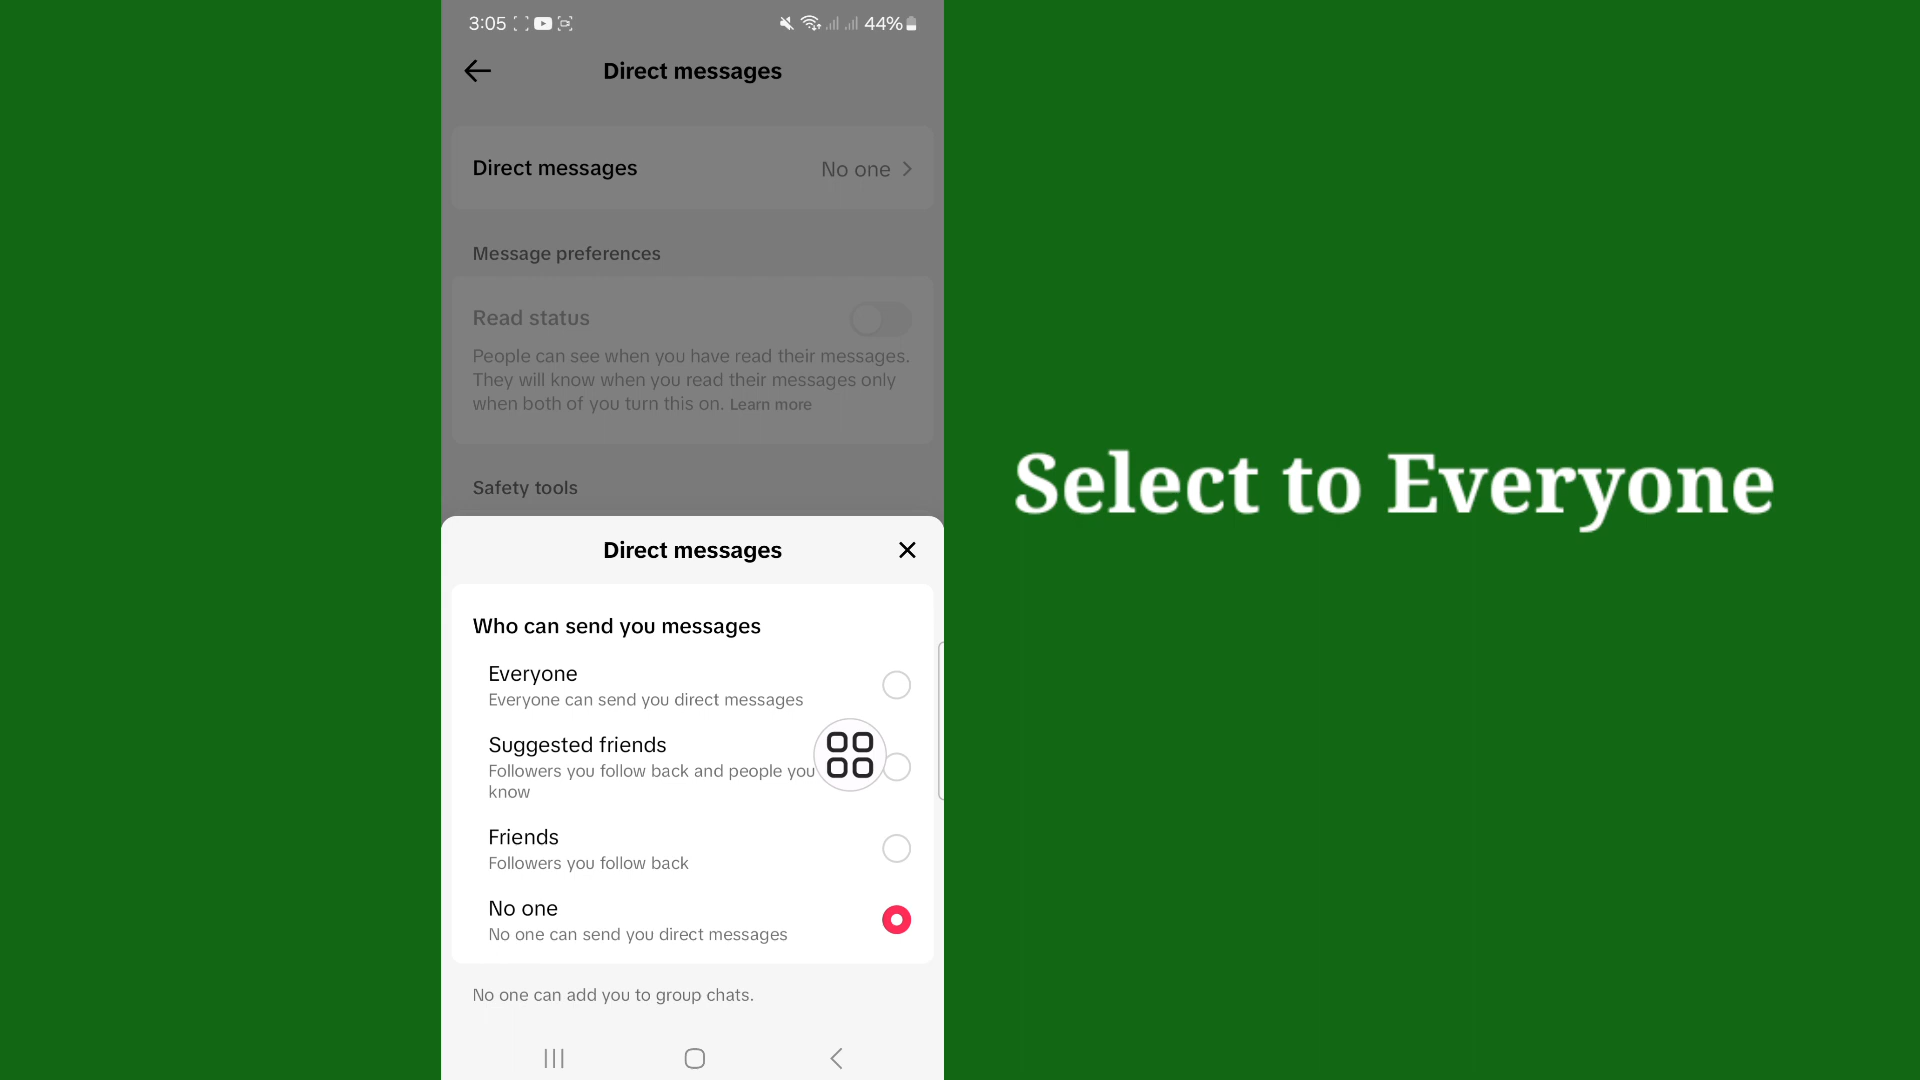 3:05
44%
Direct messages
Direct messages
No one
Message preferences
Read status
People can see when you have read their messages.
They will know when you read their messages only
when both of you turn this on. Learn more
Safety tools
Direct messages
Who can send you messages
Everyone
Everyone can send you direct messages
Suggested friends
Followers you follow back and people you
know
Friends
Followers you follow back
No one
No one can send you direct messages
No one can add you to group chats.
Select to Everyone